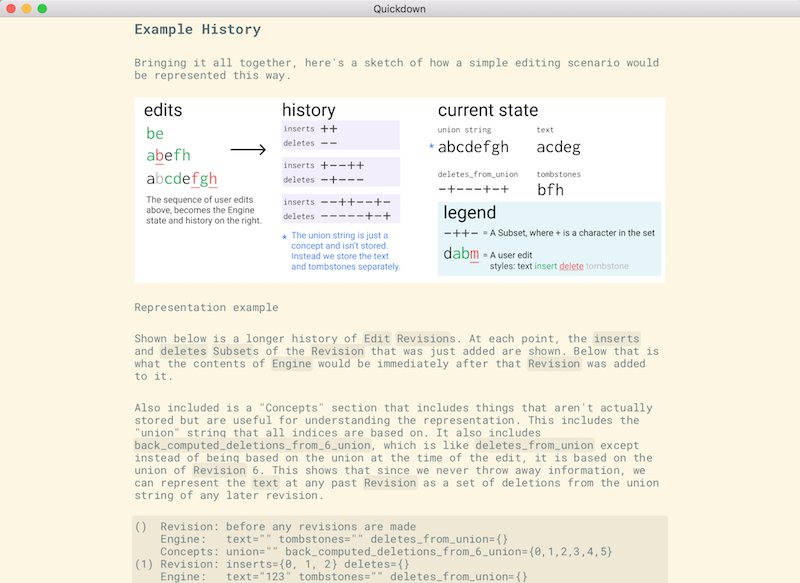 Quickdown
Example History
Bringing it all together, here's a sketch of how a simple editing scenario would
be represented this way.
edits
be
abefh
abcdefgh
The sequence of user edits
above, becomes the Engine
state and history on the right.
history
inserts ++
deletes --
inserts +--++
deletes -+---
inserts --++--+-
deletes -----+-+
* The union string is just a
concept and isn't stored.
Instead we store the text
and tombstones separately.
current state
union string text
*abcdefgh acdeg
deletes_from_union tombstones
-+---+-+ bfh
legend
-++- = A Subset, where + is a character in the set
dabm = A user edit
styles: text insert delete tombstone
Representation example
Shown below is a longer history of Edit Revisions. At each point, the inserts
and deletes Subsets of the Revision that was just added are shown. Below that is
what the contents of Engine would be immediately after that Revision was added
to it.
Also included is a "Concepts" section that includes things that aren't actually
stored but are useful for understanding the representation. This includes the
"union" string that all indices are based on. It also includes
back_computed_deletions_from_6_union, which is like deletes_from_union except
instead of being based on the union at the time of the edit, it is based on the
union of Revision 6. This shows that since we never throw away information, we
can represent the text at any past Revision as a set of deletions from the union
string of any later revision.
() Revision: before any revisions are made
Engine: text="" tombstones="" deletes_from_union={}
Concepts: union="" back_computed_deletions_from_6_union={0,1,2,3,4,5}
(1) Revision: inserts={0, 1, 2} deletes={}
Engine: text="123" tombstones="" deletes_from_union={}